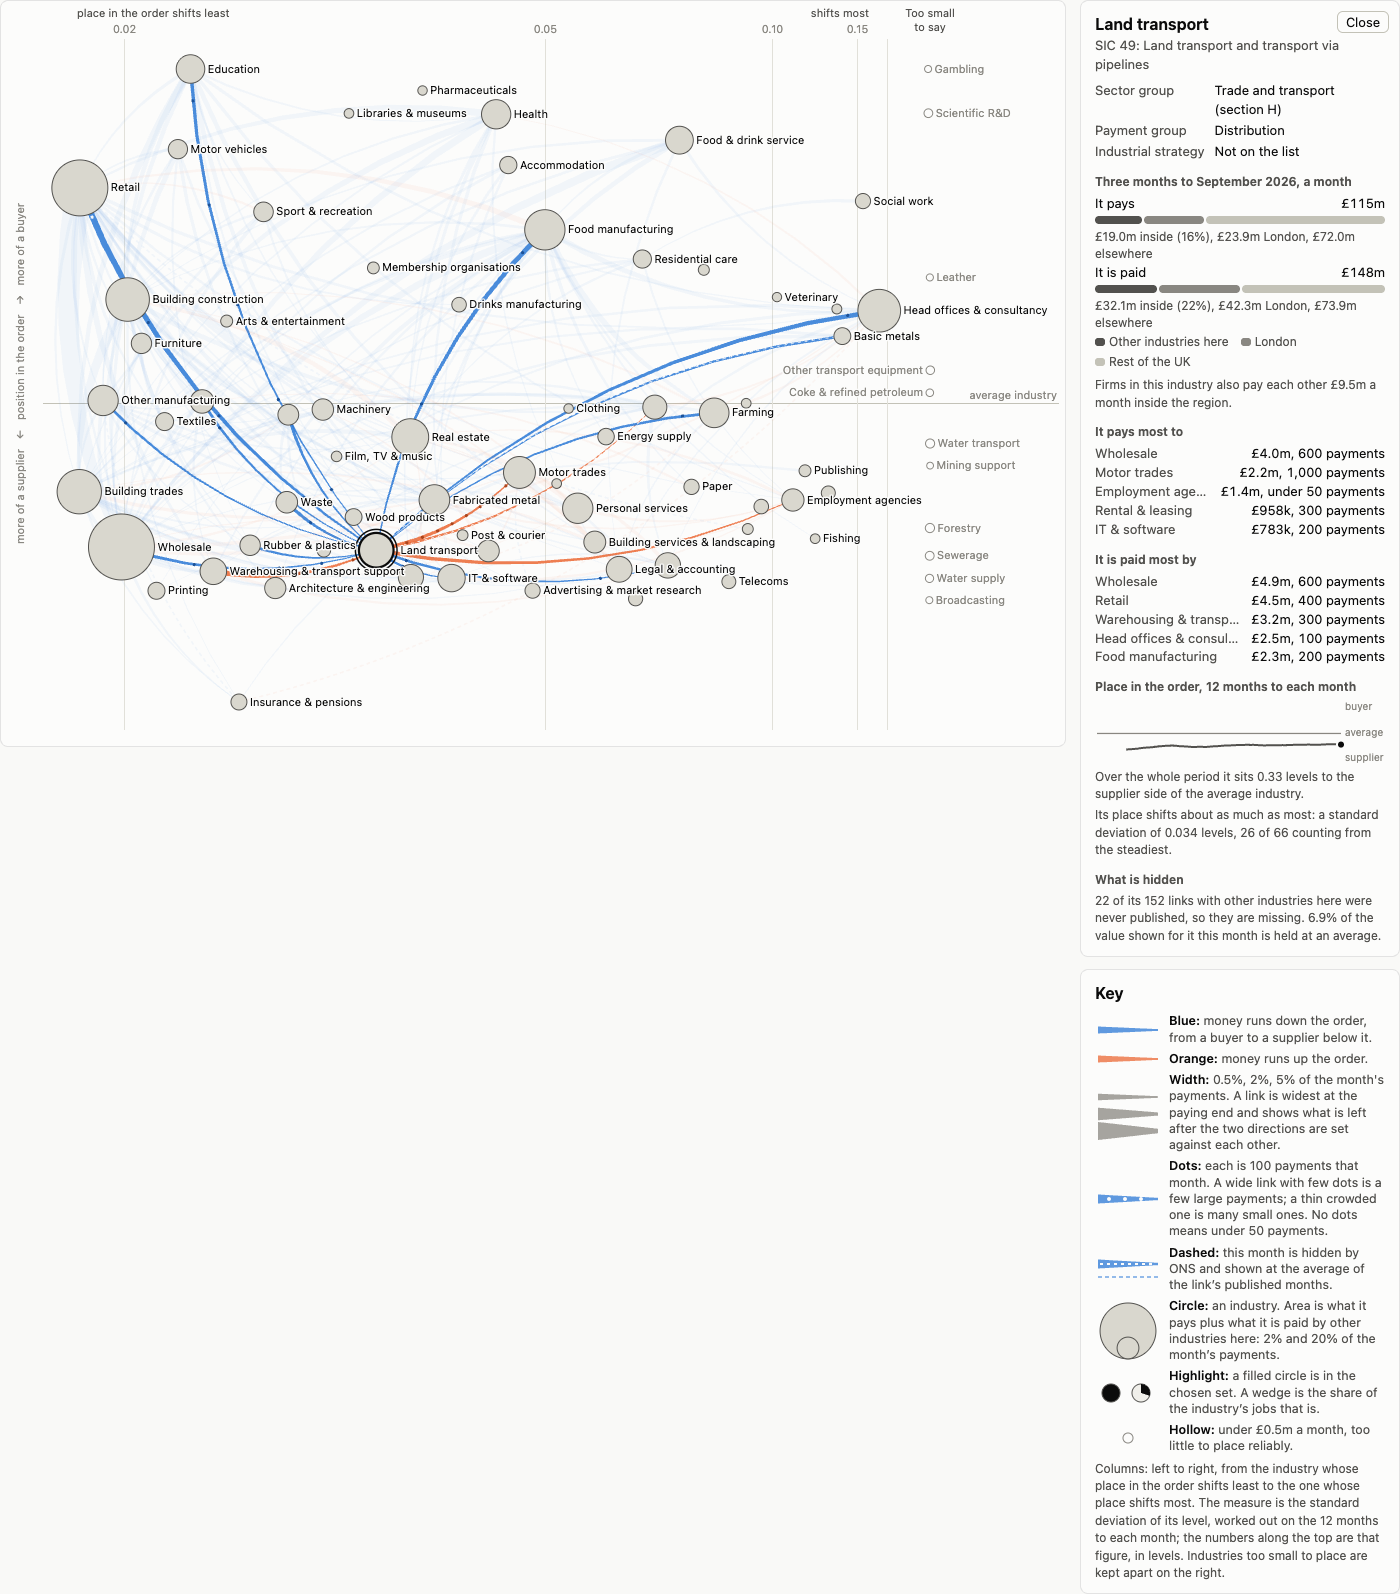 place in the order shifts least
shifts most
Too small
to say
0.02
0.05
0.10
0.15
more of a supplier ← position in the order → more of a buyer
Education
Gambling
Pharmaceuticals
Libraries & museums
Health
Scientific R&D
Motor vehicles
Food & drink service
Accommodation
Retail
Social work
Sport & recreation
Food manufacturing
Residential care
Membership organisations
Leather
Building construction
Drinks manufacturing
Veterinary
Head offices & consultancy
Arts & entertainment
Furniture
Basic metals
Other transport equipment
Coke & refined petroleum
average industry
Other manufacturing
Machinery
Clothing
Farming
Textiles
Real estate
Energy supply
Water transport
Film, TV & music
Mining support
Motor trades
Publishing
Building trades
Paper
Waste
Fabricated metal
Employment agencies
Personal services
Wood products
Forestry
Post & courier
Fishing
Wholesale
Rubber & plastics
Land transport
Building services & landscaping
Sewerage
Warehousing & transport support
Legal & accounting
IT & software
Water supply
Telecoms
Printing
Architecture & engineering
Advertising & market research
Broadcasting
Insurance & pensions
Land transport
Close
SIC 49: Land transport and transport via
pipelines
Sector group Trade and transport
(section H)
Payment group Distribution
Industrial strategy Not on the list
Three months to September 2026, a month
It pays £115m
£19.0m inside (16%), £23.9m London, £72.0m
elsewhere
It is paid £148m
£32.1m inside (22%), £42.3m London, £73.9m
elsewhere
Other industries here London
Rest of the UK
Firms in this industry also pay each other £9.5m a
month inside the region.
It pays most to
Wholesale £4.0m, 600 payments
Motor trades £2.2m, 1,000 payments
Employment age... £1.4m, under 50 payments
Rental & leasing £958k, 300 payments
IT & software £783k, 200 payments
It is paid most by
Wholesale £4.9m, 600 payments
Retail £4.5m, 400 payments
Warehousing & transp... £3.2m, 300 payments
Head offices & consul... £2.5m, 100 payments
Food manufacturing £2.3m, 200 payments
Place in the order, 12 months to each month
buyer
average
supplier
Over the whole period it sits 0.33 levels to the
supplier side of the average industry.
Its place shifts about as much as most: a standard
deviation of 0.034 levels, 26 of 66 counting from
the steadiest.
What is hidden
22 of its 152 links with other industries here were
never published, so they are missing. 6.9% of the
value shown for it this month is held at an average.
Key
Blue: money runs down the order,
from a buyer to a supplier below it.
Orange: money runs up the order.
Width: 0.5%, 2%, 5% of the month's
payments. A link is widest at the
paying end and shows what is left
after the two directions are set
against each other.
Dots: each is 100 payments that
month. A wide link with few dots is a
few large payments; a thin crowded
one is many small ones. No dots
means under 50 payments.
Dashed: this month is hidden by
ONS and shown at the average of
the link's published months.
Circle: an industry. Area is what it
pays plus what it is paid by other
industries here: 2% and 20% of the
month's payments.
Highlight: a filled circle is in the
chosen set. A wedge is the share of
the industry's jobs that is.
Hollow: under £0.5m a month, too
little to place reliably.
Columns: left to right, from the industry whose
place in the order shifts least to the one whose
place shifts most. The measure is the standard
deviation of its level, worked out on the 12 months
to each month; the numbers along the top are that
figure, in levels. Industries too small to place are
kept apart on the right.